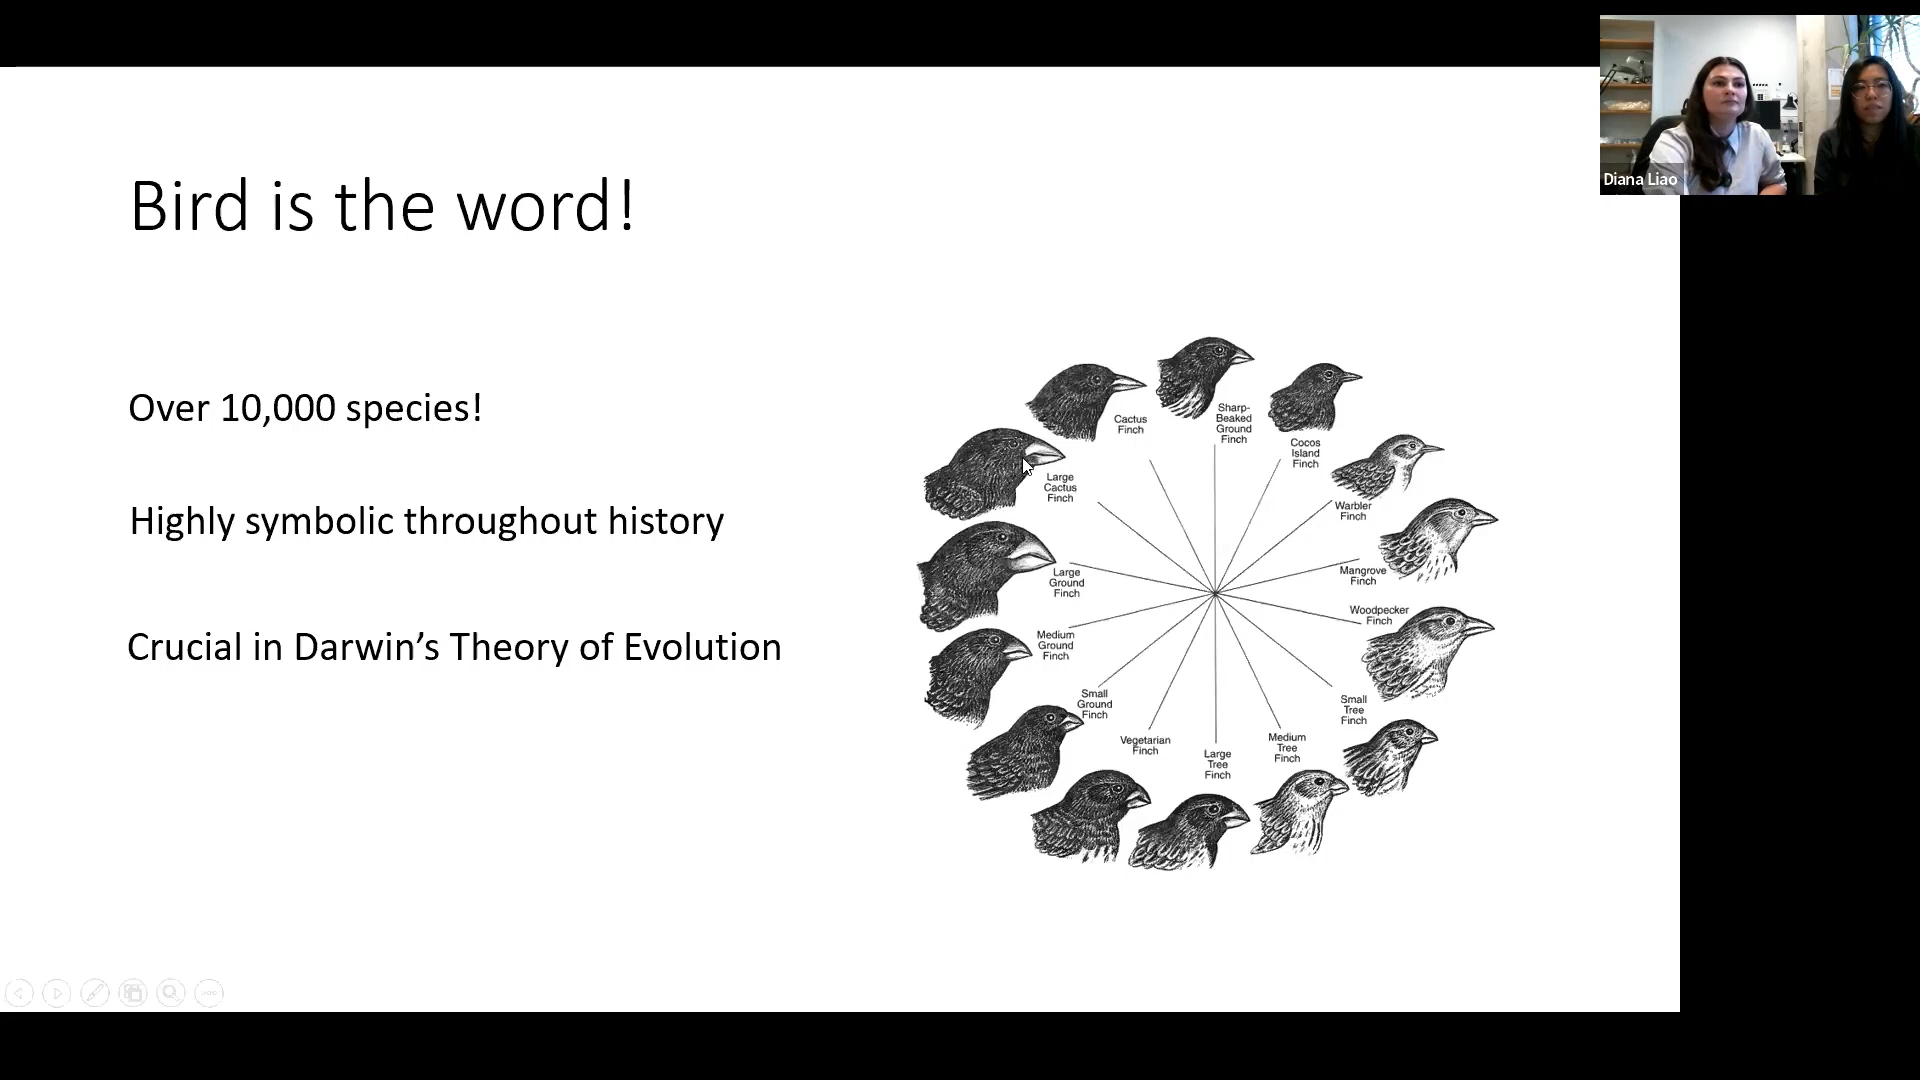 Diana Liao
Bird is the word!
Over 10,000 species!
Highly symbolic throughout history
Crucial in Darwin’s Theory of Evolution
Cactus
Finch
Sharp-
Beaked
Ground
Finch
Cocos
Island
Finch
Warbler
Finch
Mangrove
Finch
Woodpecker
Finch
Small
Tree
Finch
Medium
Tree
Finch
Large
Tree
Finch
Vegetarian
Finch
Small
Ground
Finch
Medium
Ground
Finch
Large
Ground
Finch
Large
Cactus
Finch